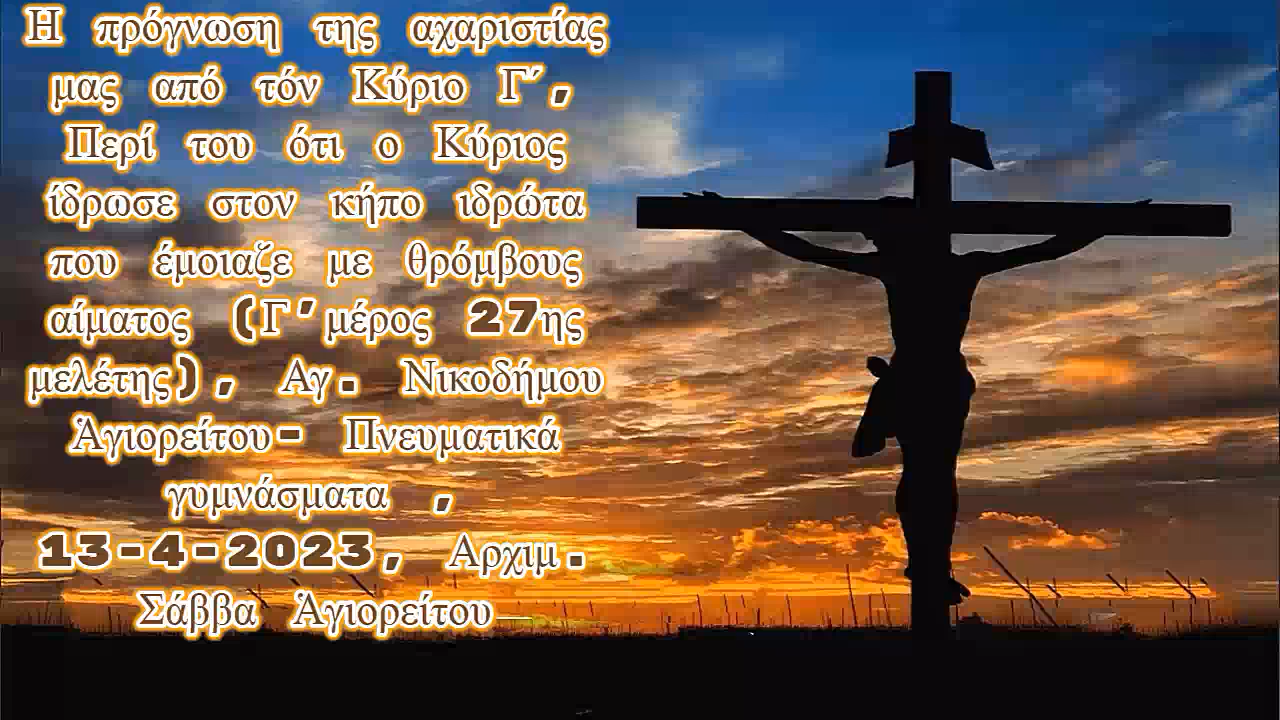 Η πρόγνωση της αχαριστίας
μας από τόν Κύριο Γ΄,
Περί του ότι ο Κύριος
ίδρωσε στον κήπο ιδρώτα
που έμοιαζε με θρόμβους
αίματος (Γ’μέρος 27ης
μελέτης), Αγ. Νικοδήμου
Ἁγιορείτου- Πνευματικά
γυμνάσματα ,
13-4-2023, Αρχιμ.
Σάββα Ἁγιορείτου